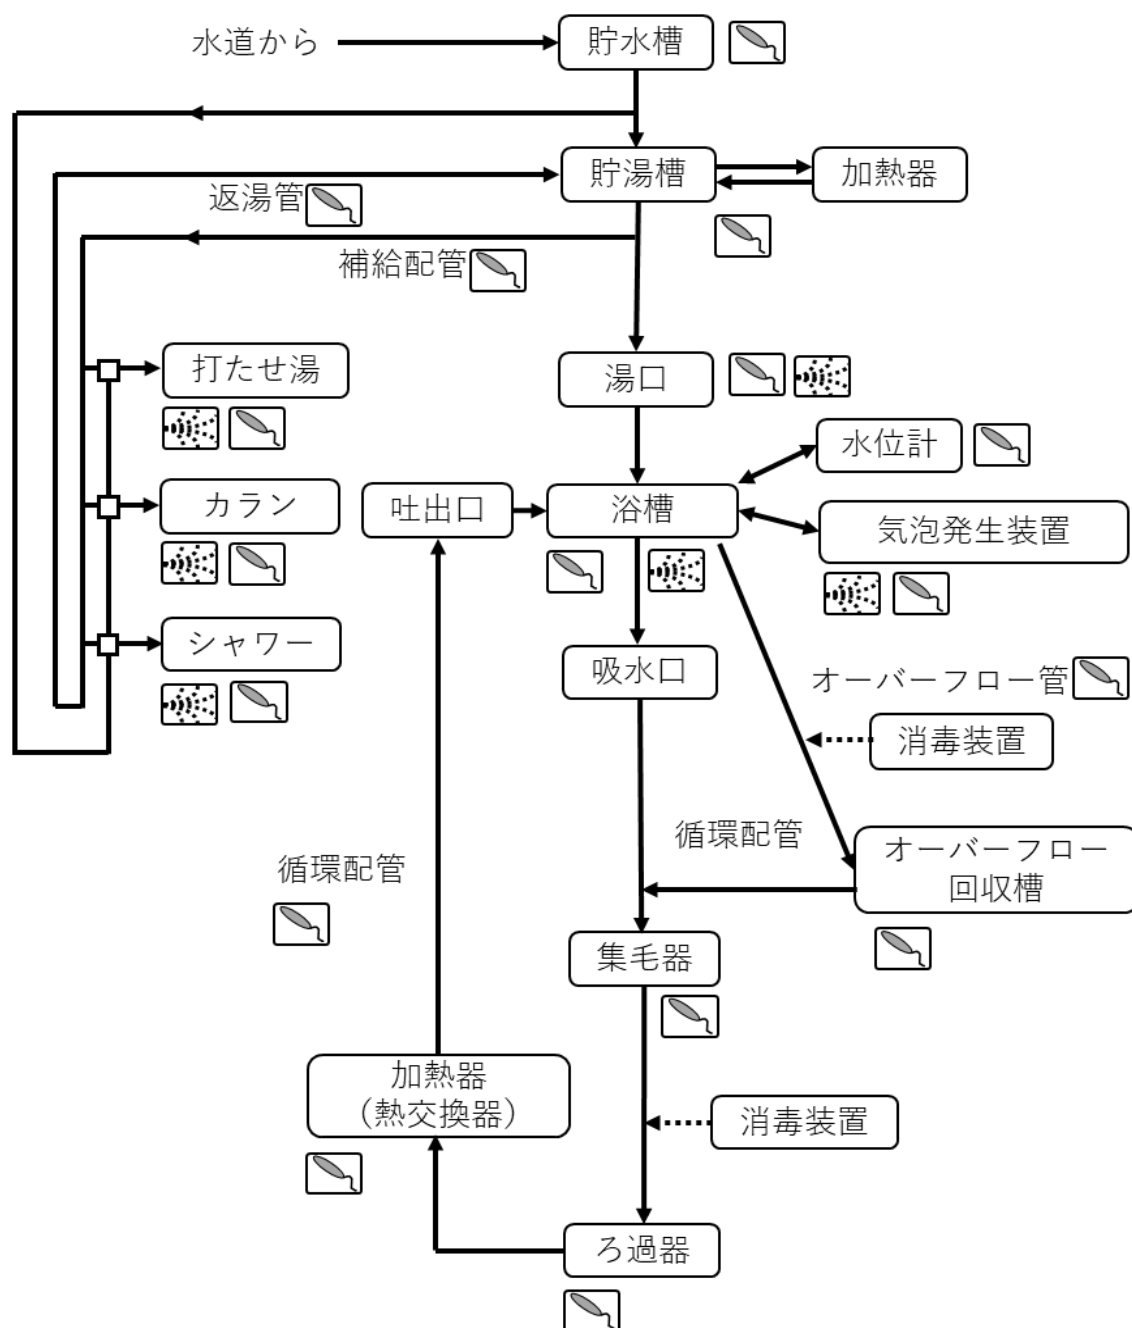 水道から
貯水槽
貯湯槽
加熱器
返湯管
補給配管
打たせ湯
湯口
水位計
カラン
吐出口
浴槽
気泡発生装置
シャワー
吸水口
オーバーフロー管
消毒装置
循環配管
オーバーフロー
回収槽
循環配管
集毛器
加熱器
（熱交換器）
消毒装置
ろ過器